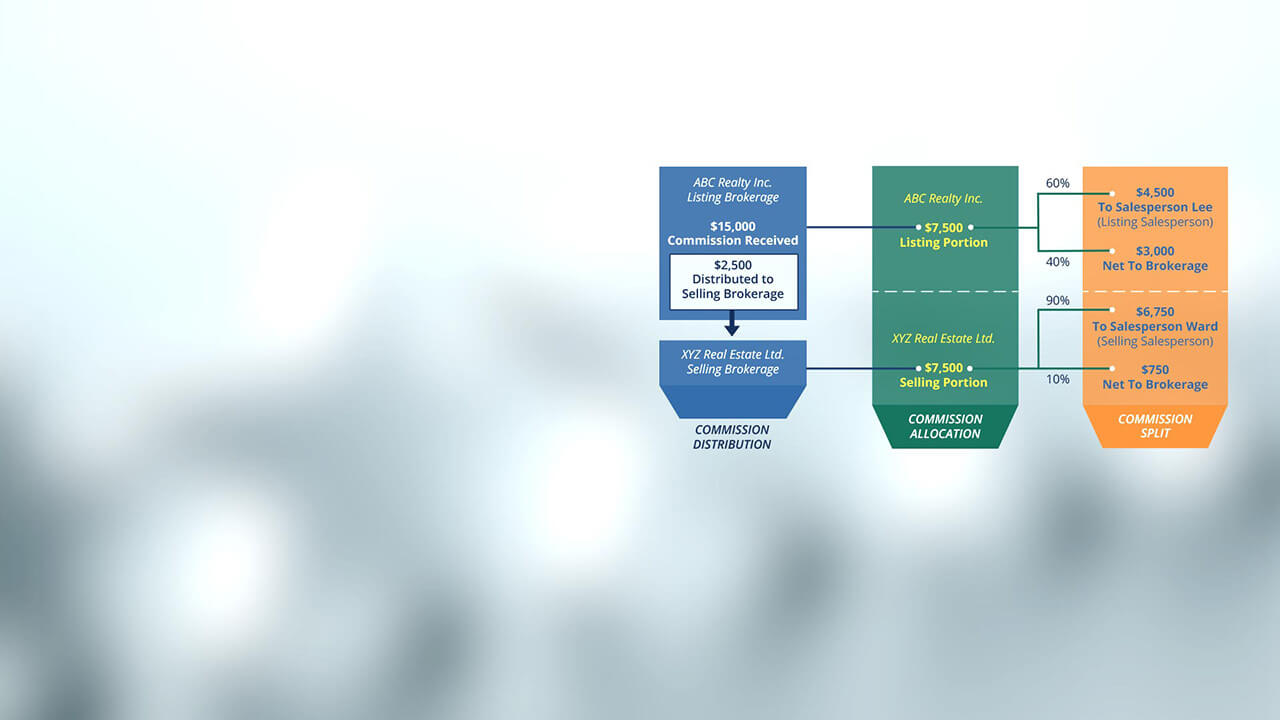 ABC Realty Inc.
Listing Brokerage
$15,000
Commission Received
$2,500
Distributed to
Selling Brokerage
XYZ Real Estate Ltd.
Selling Brokerage
COMMISSION
DISTRIBUTION
ABC Realty Inc.
$7,500
Listing Portion
XYZ Real Estate Ltd.
$7,500
Selling Portion
COMMISSION
ALLOCATION
60%
40%
90%
10%
$4,500
To Salesperson Lee
(Listing Salesperson)
$3,000
Net To Brokerage
$6,750
To Salesperson Ward
(Selling Salesperson)
$750
Net To Brokerage
COMMISSION
SPLIT